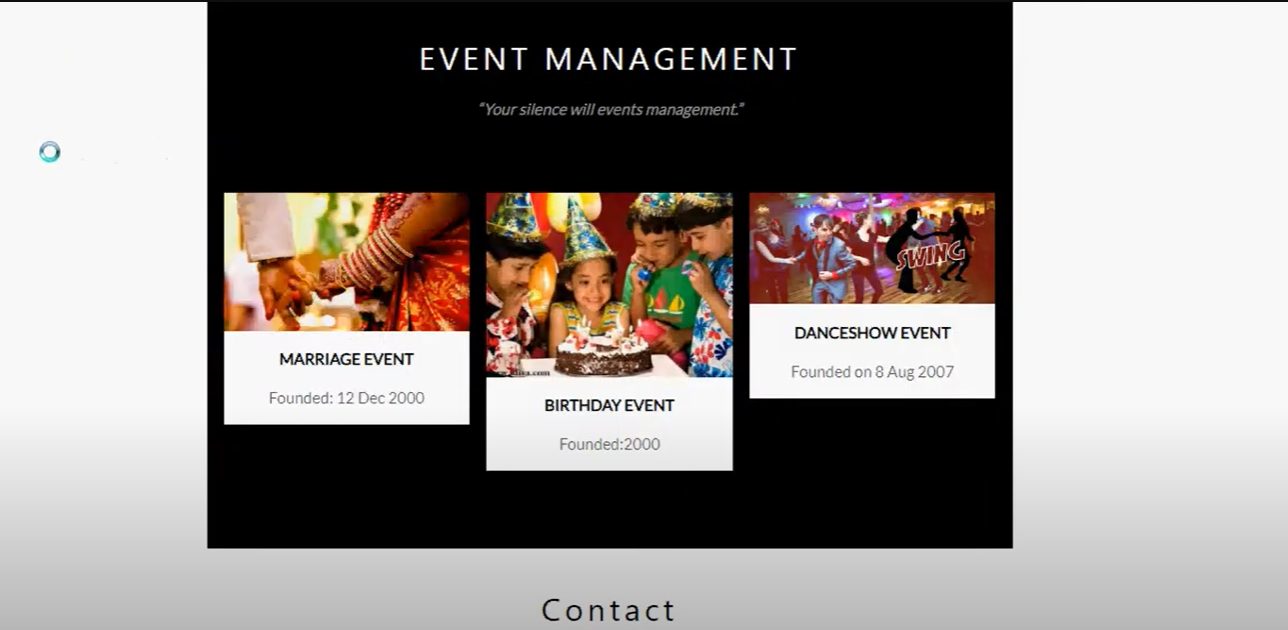 EVENT MANAGEMENT
“Your silence will events management.”
SWING
MARRIAGE EVENT
Founded: 12 Dec 2000
BIRTHDAY EVENT
Founded:2000
DANCESHOW EVENT
Founded on 8 Aug 2007
Contact